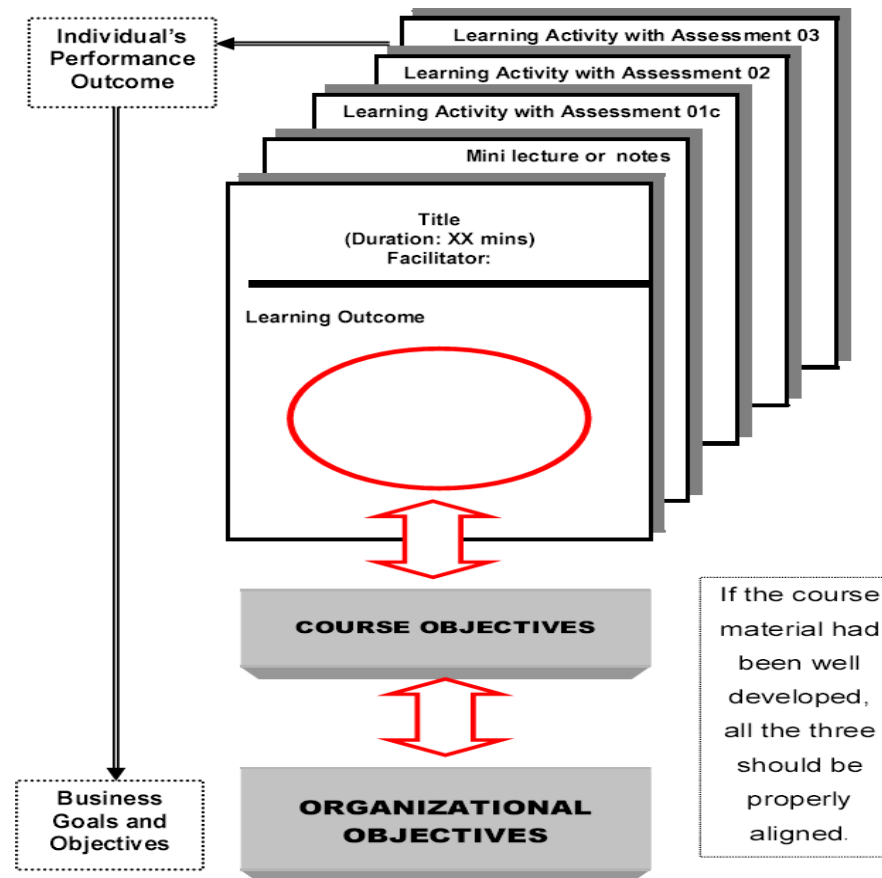 Individual's
Performance
Outcome
Learning Activity with Assessment 03
Learning Activity with Assessment 02
Learning Activity with Assessment 01c
Mini lecture or notes
Title
(Duration: XX mins)
Facilitator:
Learning Outcome
COURSE OBJECTIVES
If the course
material had
been well
developed,
all the three
should be
properly
aligned.
Business
Goals and
Objectives
ORGANIZATIONAL
OBJECTIVES